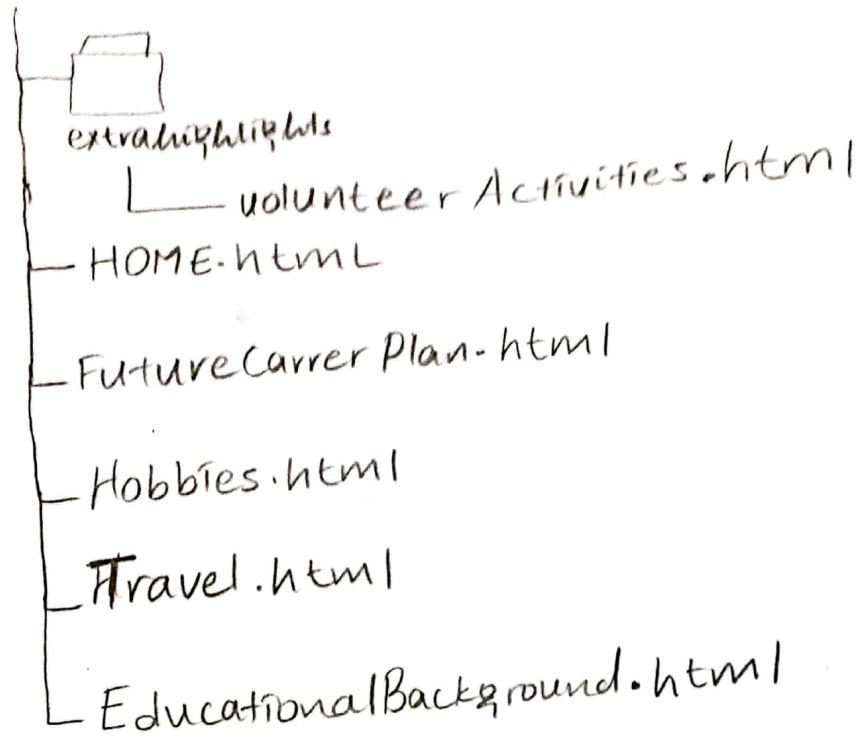 extrahighlights
volunteer Activities.html
HOME.htmL
FutureCarrer Plan.html
Hobbies.html
Travel.html
EducationalBackground.html